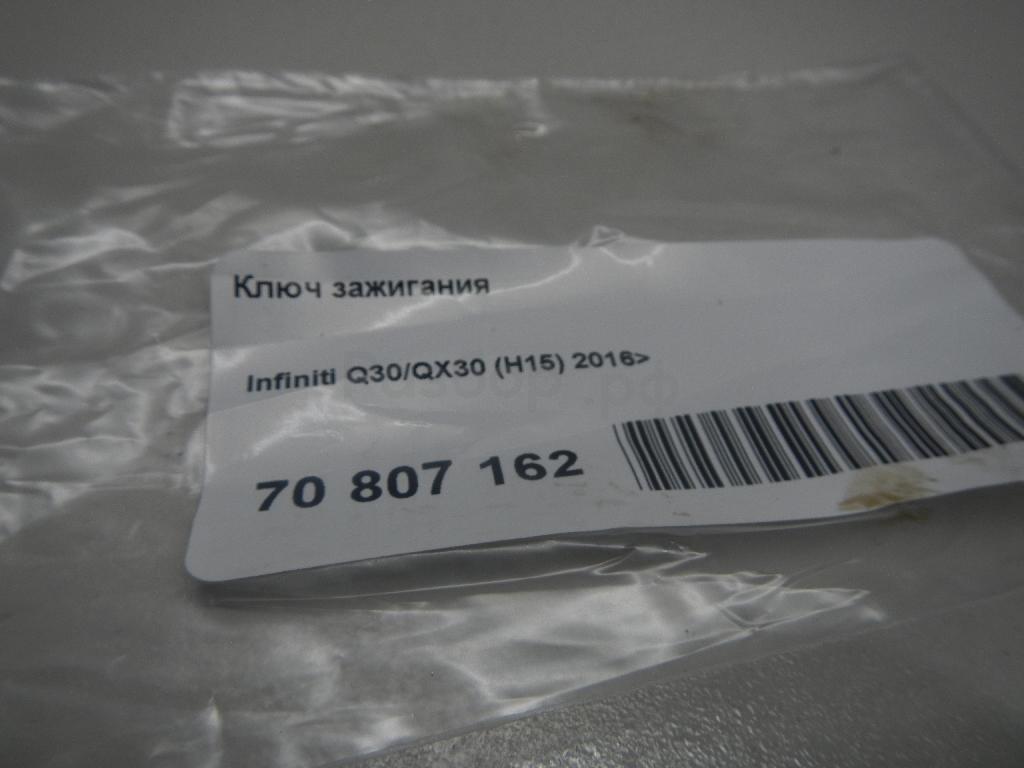 Ключ зажигания
Infiniti Q30/QX30 (H15) 2016>
70 807 162